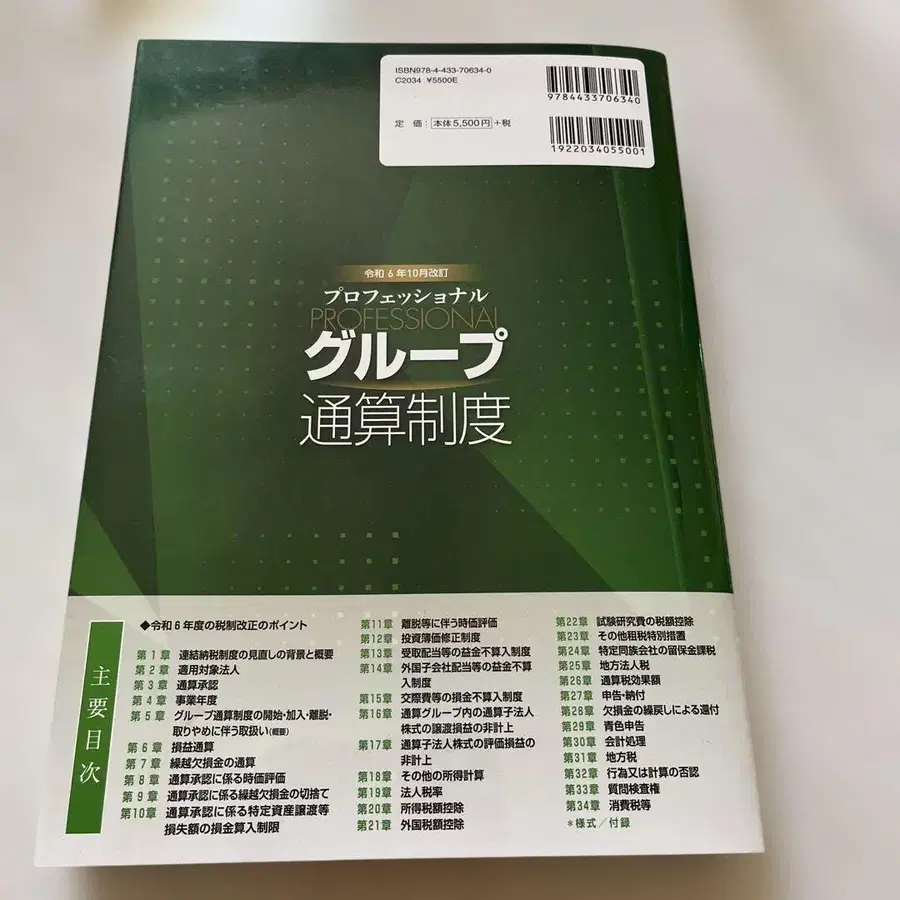 ISBN978-4-433-70634-0
C2034 ¥5500E
定 価：本体5,500円+税
9784433706340
1922034055001
令和6年10月改訂
プロフェッショナル
PROFESSIONAL
グループ
通算制度
主要目次
◆令和6年度の税制改正のポイント
第1章 連結納税制度の見直しの背景と概要
第2章 適用対象法人
第3章 通算承認
第4章 事業年度
第5章 グループ通算制度の開始・加入・離脱・
取りやめに伴う取扱い(概要)
第6章 損益通算
第7章 繰越欠損金の通算
第8章 通算承認に係る時価評価
第9章 通算承認に係る繰越欠損金の切捨て
第10章 通算承認に係る特定資産譲渡等
損失額の損金算入制限
第11章 離脱等に伴う時価評価
第12章 投資簿価修正制度
第13章 受取配当等の益金不算入制度
第14章 外国子会社配当等の益金不算
入制度
第15章 交際費等の損金不算入制度
第16章 通算グループ内の通算子法人
株式の譲渡損益の非計上
第17章 通算子法人株式の評価損益の
非計上
第18章 その他の所得計算
第19章 法人税率
第20章 所得税額控除
第21章 外国税額控除
第22章 試験研究費の税額控除
第23章 その他租税特別措置
第24章 特定同族会社の留保金課税
第25章 地方法人税
第26章 通算税効果額
第27章 申告・納付
第28章 欠損金の繰戻しによる還付
第29章 青色申告
第30章 会計処理
第31章 地方税
第32章 行為又は計算の否認
第33章 質問検査権
第34章 消費税等
＊様式／付録